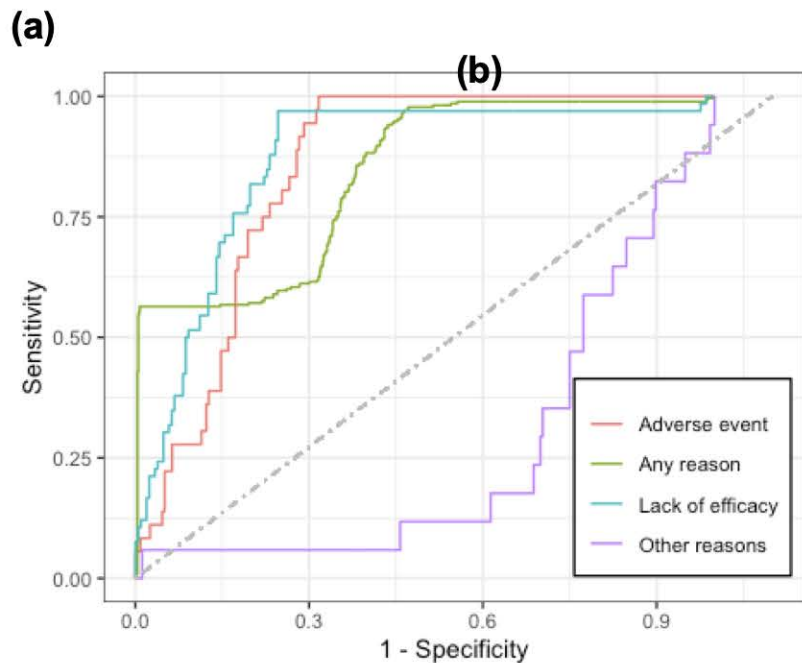 (a)
(b)
1.00
0.75
0.50
0.25
0.00
Sensitivity
Adverse event
Any reason
Lack of efficacy
Other reasons
0.0 0.3 0.6 0.9
1 - Specificity